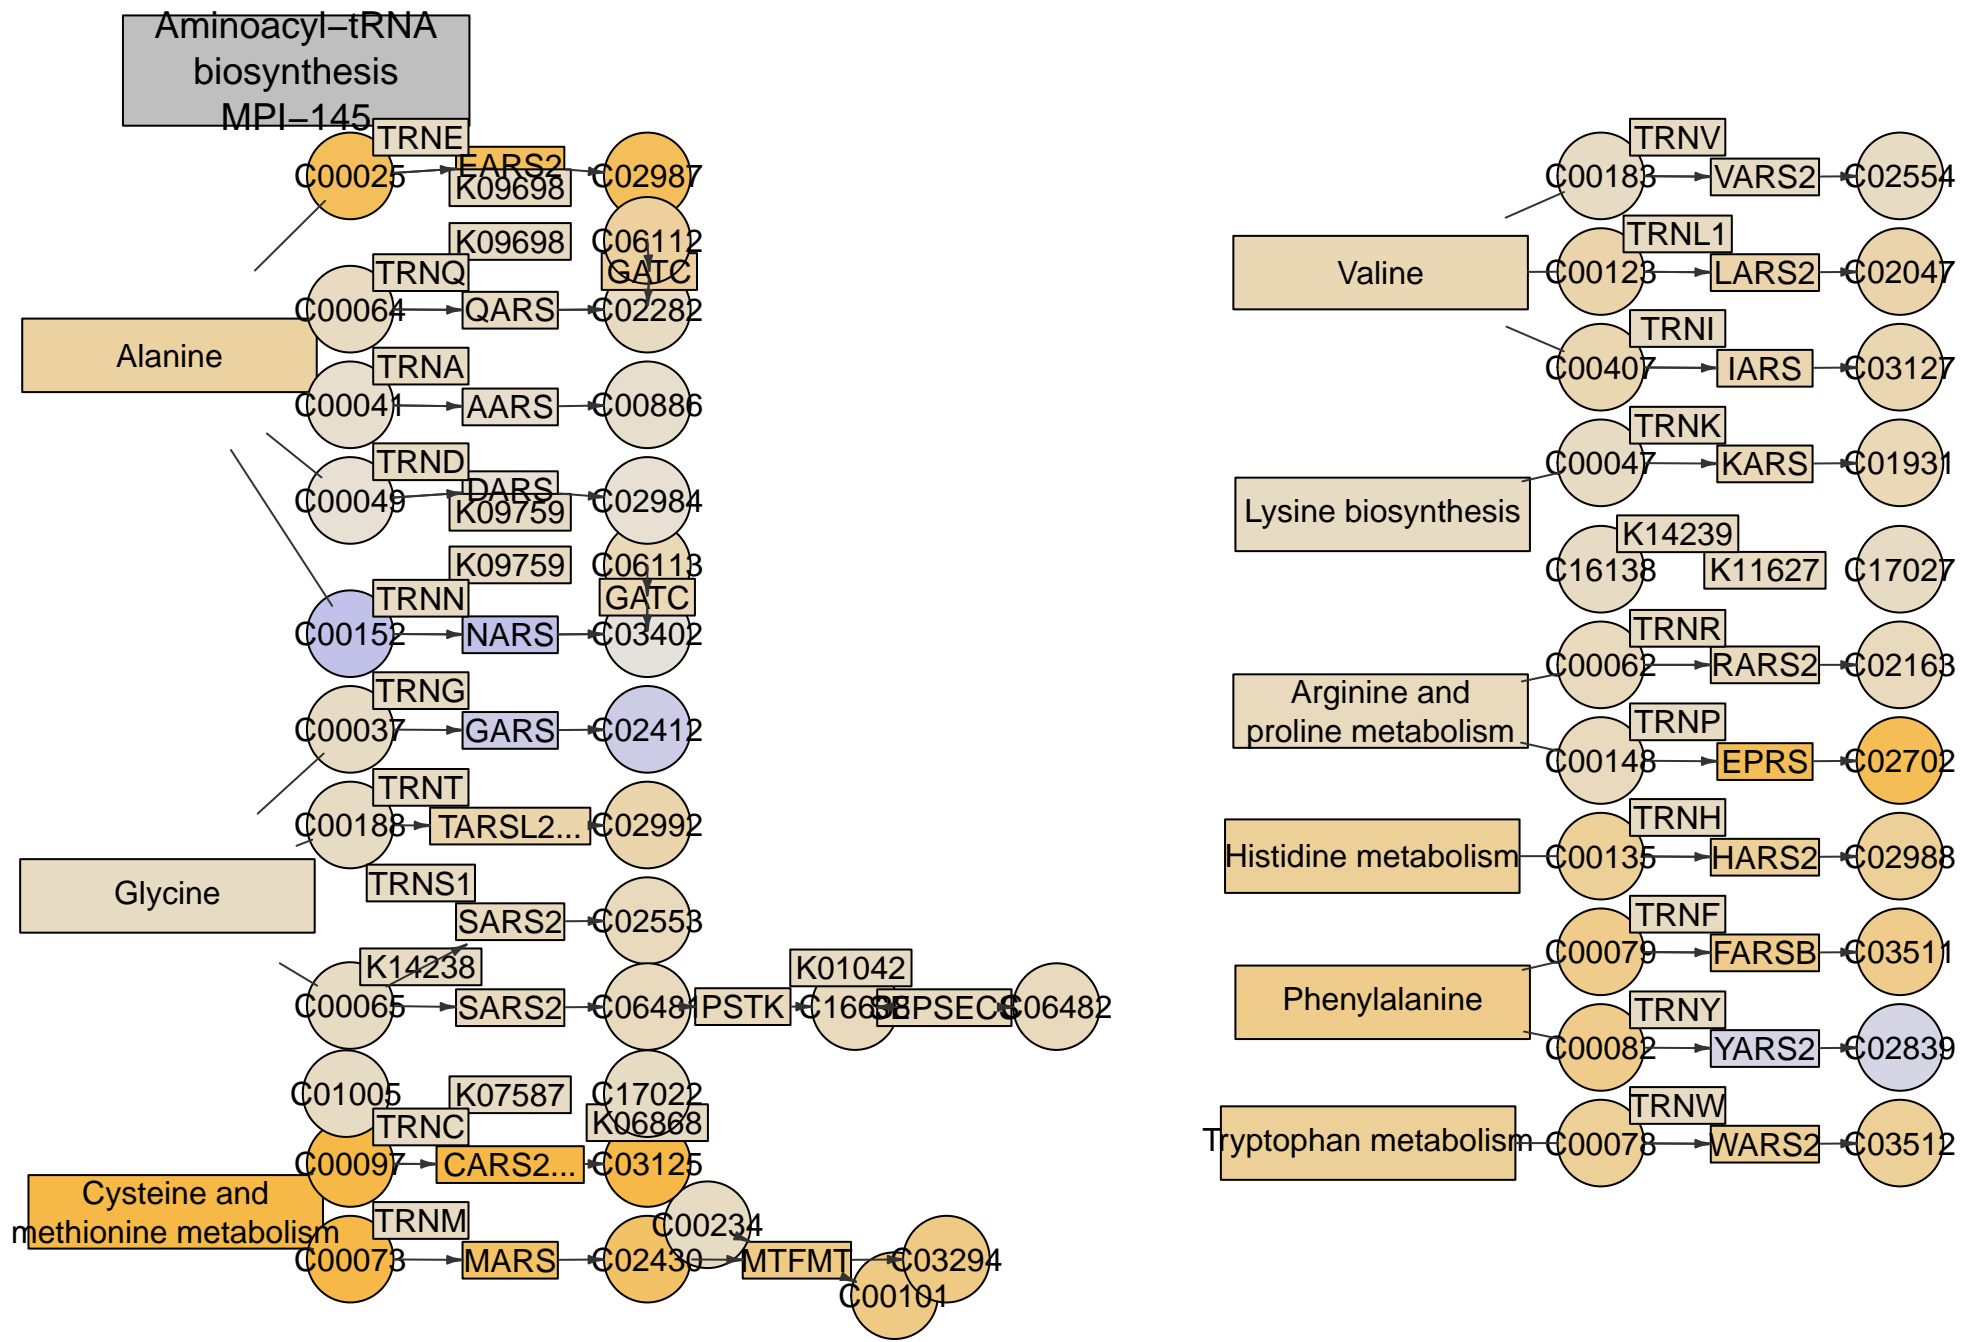 Aminoacyl–tRNA
biosynthesis
MPI–145
TRNE
C00025
EARS2
K09698
C02987
K09698
C06112
TRNQ
GATC
C00064
QARS
C02282
Alanine
TRNA
C00041
AARS
C00886
TRND
C00049
DARS
K09759
C02984
K09759
C06113
TRNN
GATC
C00152
NARS
C03402
TRNG
C00037
GARS
C02412
TRNT
C00188
TARSL2...
C02992
Glycine
TRNS1
SARS2
C02553
K14238
K01042
C00065
SARS2
C06481
PSTK
C16638
SEPSECS
C06482
C01005
K07587
C17022
TRNC
K06868
C00097
CARS2...
C03125
Cysteine and
methionine metabolism
TRNM
C00234
C00073
MARS
C02430
MTFMT
C03294
C00101
TRNV
C00183
VARS2
C02554
TRNL1
Valine
C00123
LARS2
C02047
TRNI
C00407
IARS
C03127
TRNK
C00047
KARS
C01931
Lysine biosynthesis
K14239
C16138
K11627
C17027
TRNR
C00062
RARS2
C02163
Arginine and
proline metabolism
TRNP
C00148
EPRS
C02702
TRNH
Histidine metabolism
C00135
HARS2
C02988
TRNF
C00079
FARSB
C03511
Phenylalanine
TRNY
C00082
YARS2
C02839
TRNW
Tryptophan metabolism
C00078
WARS2
C03512